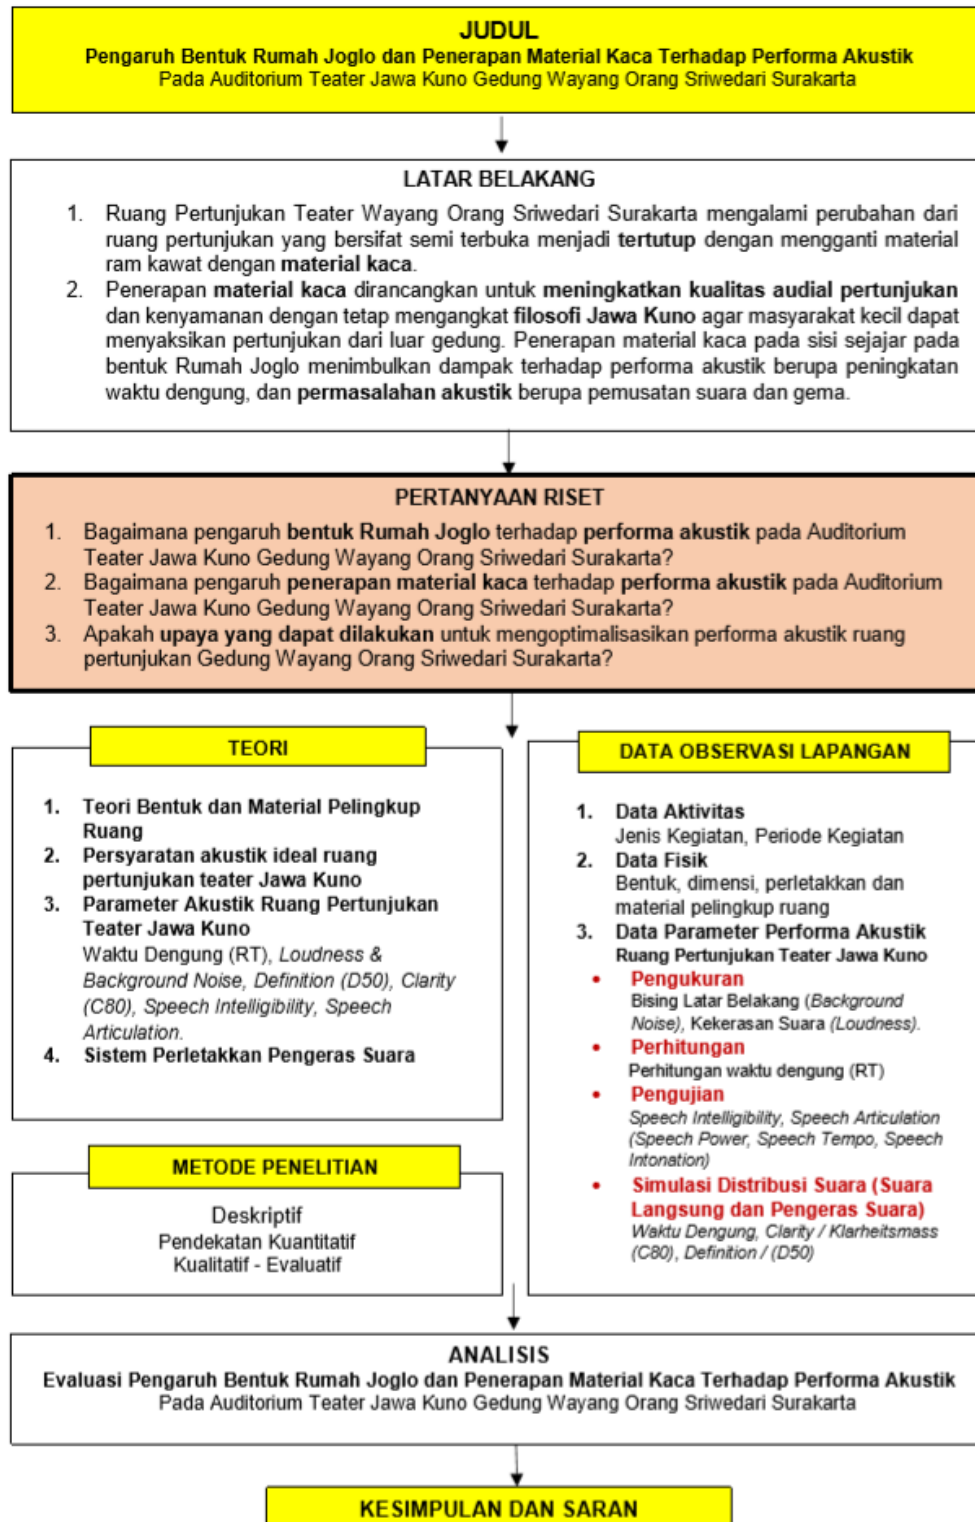 JUDUL
Pengaruh Bentuk Rumah Joglo dan Penerapan Material Kaca Terhadap Performa Akustik
Pada Auditorium Teater Jawa Kuno Gedung Wayang Orang Sriwedari Surakarta
LATAR BELAKANG
1. Ruang Pertunjukan Teater Wayang Orang Sriwedari Surakarta mengalami perubahan dari
ruang pertunjukan yang bersifat semi terbuka menjadi tertutup dengan mengganti material
ram kawat dengan material kaca.
2. Penerapan material kaca dirancangkan untuk meningkatkan kualitas audial pertunjukan
dan kenyamanan dengan tetap mengangkat filosofi Jawa Kuno agar masyarakat kecil dapat
menyaksikan pertunjukan dari luar gedung. Penerapan material kaca pada sisi sejajar pada
bentuk Rumah Joglo menimbulkan dampak terhadap performa akustik berupa peningkatan
waktu dengung, dan permasalahan akustik berupa pemusatan suara dan gema.
PERTANYAAN RISET
1. Bagaimana pengaruh bentuk Rumah Joglo terhadap performa akustik pada Auditorium
Teater Jawa Kuno Gedung Wayang Orang Sriwedari Surakarta?
2. Bagaimana pengaruh penerapan material kaca terhadap performa akustik pada Auditorium
Teater Jawa Kuno Gedung Wayang Orang Sriwedari Surakarta?
3. Apakah upaya yang dapat dilakukan untuk mengoptimalisasikan performa akustik ruang
pertunjukan Gedung Wayang Orang Sriwedari Surakarta?
TEORI
1. Teori Bentuk dan Material Pelingkup
Ruang
2. Persyaratan akustik ideal ruang
pertunjukan teater Jawa Kuno
3. Parameter Akustik Ruang Pertunjukan
Teater Jawa Kuno
Waktu Dengung (RT), Loudness &
Background Noise, Definition (D50), Clarity
(C80), Speech Intelligibility, Speech
Articulation.
4. Sistem Perletakkan Pengeras Suara
METODE PENELITIAN
Deskriptif
Pendekatan Kuantitatif
Kualitatif - Evaluatif
DATA OBSERVASI LAPANGAN
1. Data Aktivitas
Jenis Kegiatan, Periode Kegiatan
2. Data Fisik
Bentuk, dimensi, perletakkan dan
material pelingkup ruang
3. Data Parameter Performa Akustik
Ruang Pertunjukan Teater Jawa Kuno
• Pengukuran
Bising Latar Belakang (Background
Noise), Kekerasan Suara (Loudness).
• Perhitungan
Perhitungan waktu dengung (RT)
• Pengujian
Speech Intelligibility, Speech Articulation
(Speech Power, Speech Tempo, Speech
Intonation)
• Simulasi Distribusi Suara (Suara
Langsung dan Pengeras Suara)
Waktu Dengung, Clarity / Klarheitsmass
(C80), Definition / (D50)
ANALISIS
Evaluasi Pengaruh Bentuk Rumah Joglo dan Penerapan Material Kaca Terhadap Performa Akustik
Pada Auditorium Teater Jawa Kuno Gedung Wayang Orang Sriwedari Surakarta
KESIMPULAN DAN SARAN